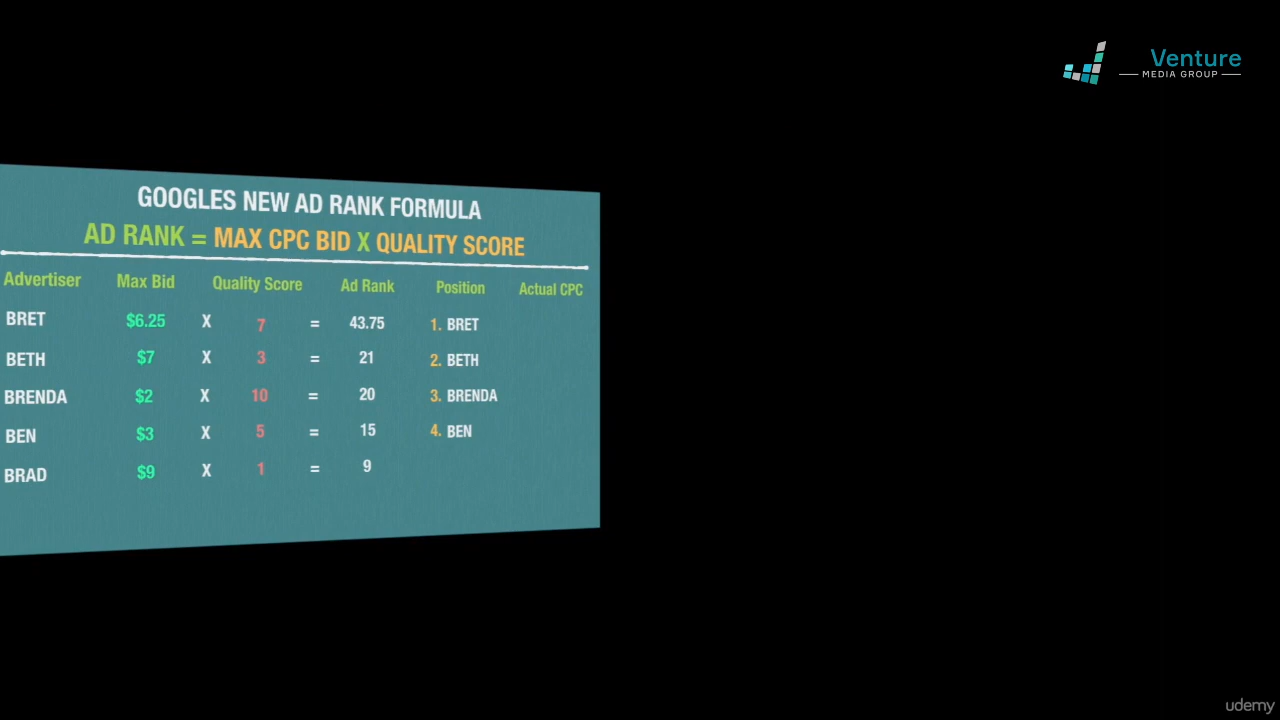 Venture
MEDIA GROUP
GOOGLES NEW AD RANK FORMULA
AD RANK = MAX CPC BID X QUALITY SCORE
Advertiser Max Bid Quality Score Ad Rank Position Actual CPC
BRET $6.25 X 7 = 43.75 1. BRET
BETH $7 X 3 = 21 2. BETH
BRENDA $2 X 10 = 20 3. BRENDA
BEN $3 X 5 = 15 4. BEN
BRAD $9 X 1 = 9
udemy